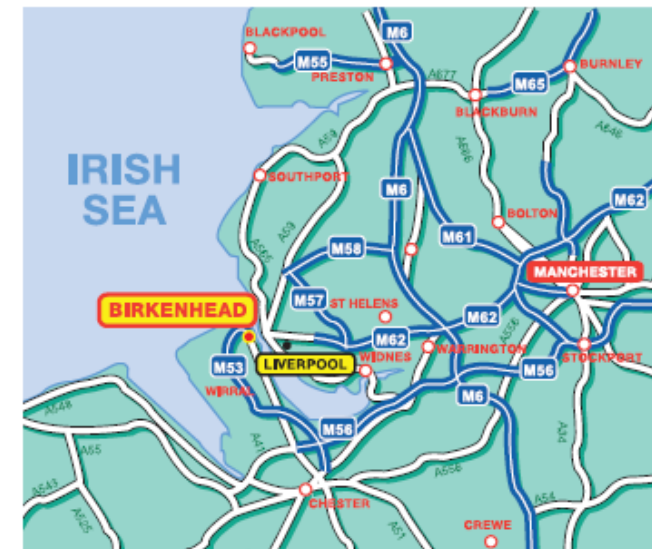 BLACKPOOL
M6
M55
PRESTON
A677
M65
BURNLEY
BLACKBURN
A646
A59
A666
IRISH
SEA
SOUTHPORT
M6
M62
BOLTON
A59
A565
M58
M61
MANCHESTER
BIRKENHEAD
M57
ST HELENS
M62
M62
A556
WARRINGTON
STOCKPORT
LIVERPOOL
WIDNES
M53
M56
M56
WIRRAL
M6
A548
A41
A34
A55
A556
A543
CHESTER
A54
A525
A51
CREWE